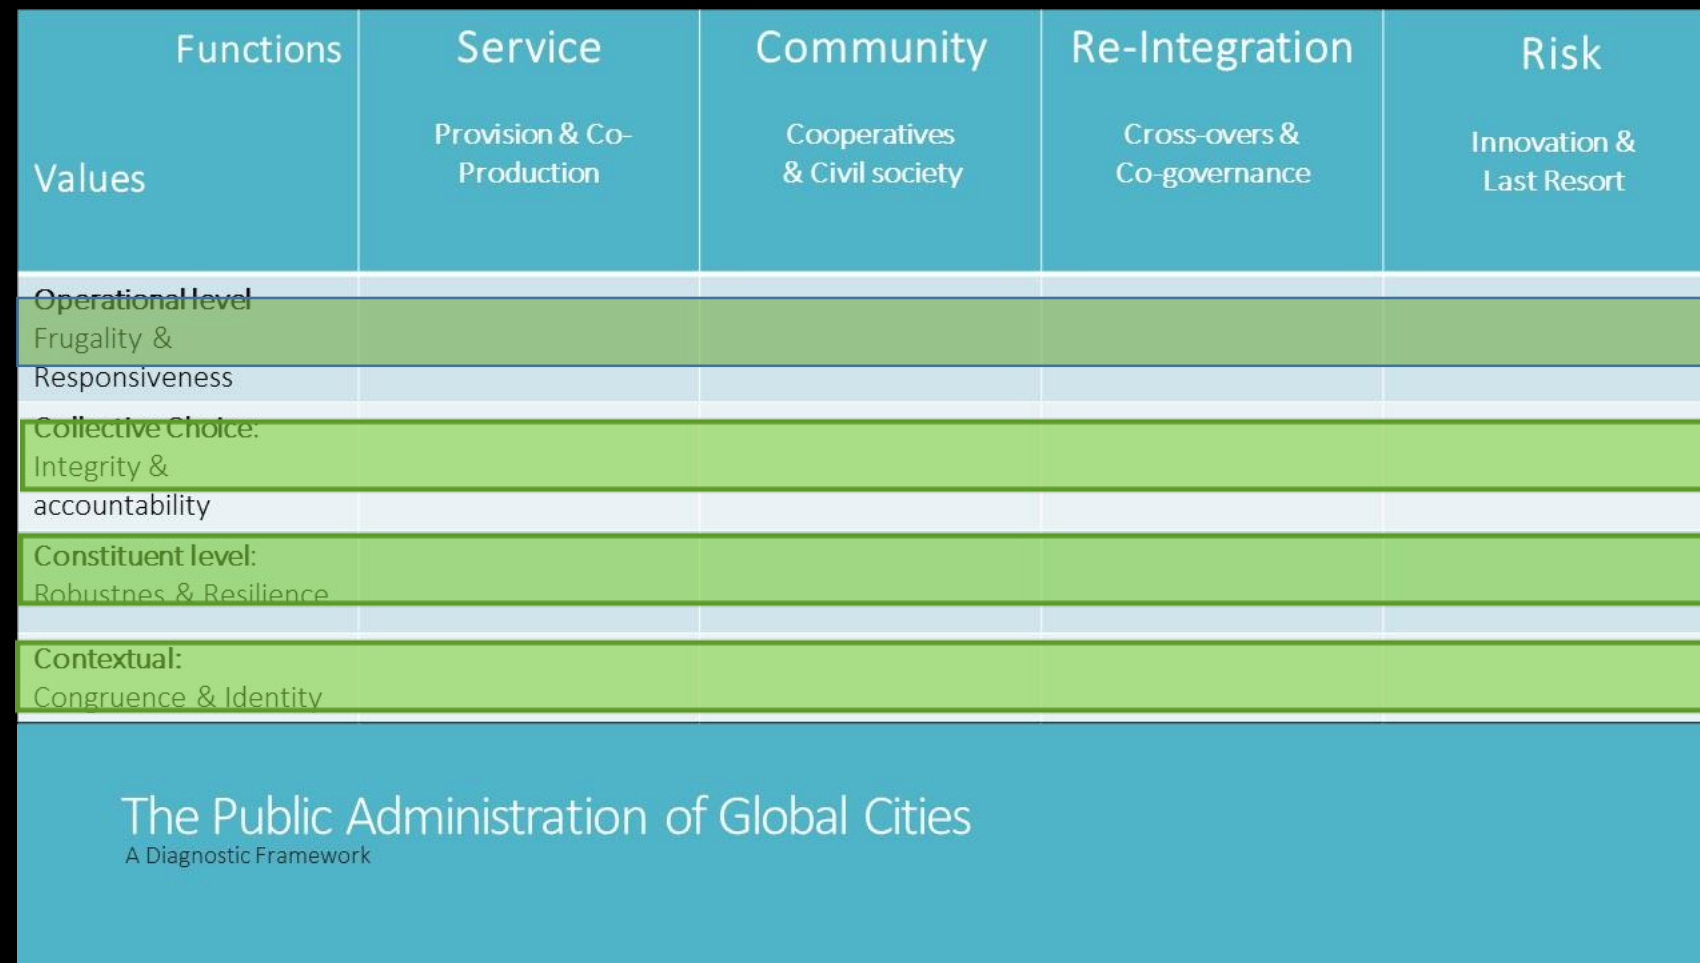 Functions
Values
Service
Provision & Co-
Production
Community
Cooperatives
& Civil society
Re-Integration
Cross-overs &
Co-governance
Risk
Innovation &
Last Resort
Operational level
Frugality &
Responsiveness
Collective Choice:
Integrity &
accountability
Constituent level:
Robustnes & Resilience
Contextual:
Congruence & Identity
The Public Administration of Global Cities
A Diagnostic Framework